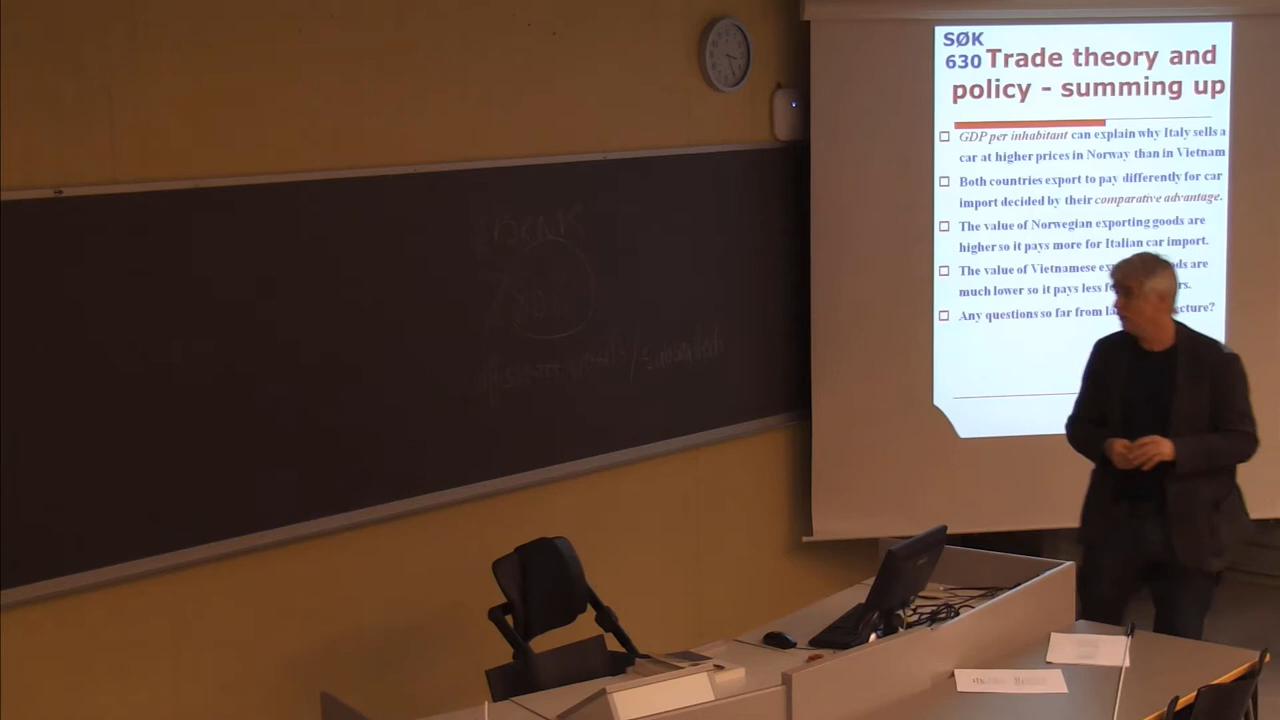 SØK
630 Trade theory and
policy - summing up
GDP per inhabitant can explain why Italy sells a
car at higher prices in Norway than in Vietnam
Both countries export to pay differently for car
import decided by their comparative advantage.
The value of Norwegian exporting goods are
higher so it pays more for Italian car import.
The value of Vietnamese are
much lower so it pays less
Any questions so far from